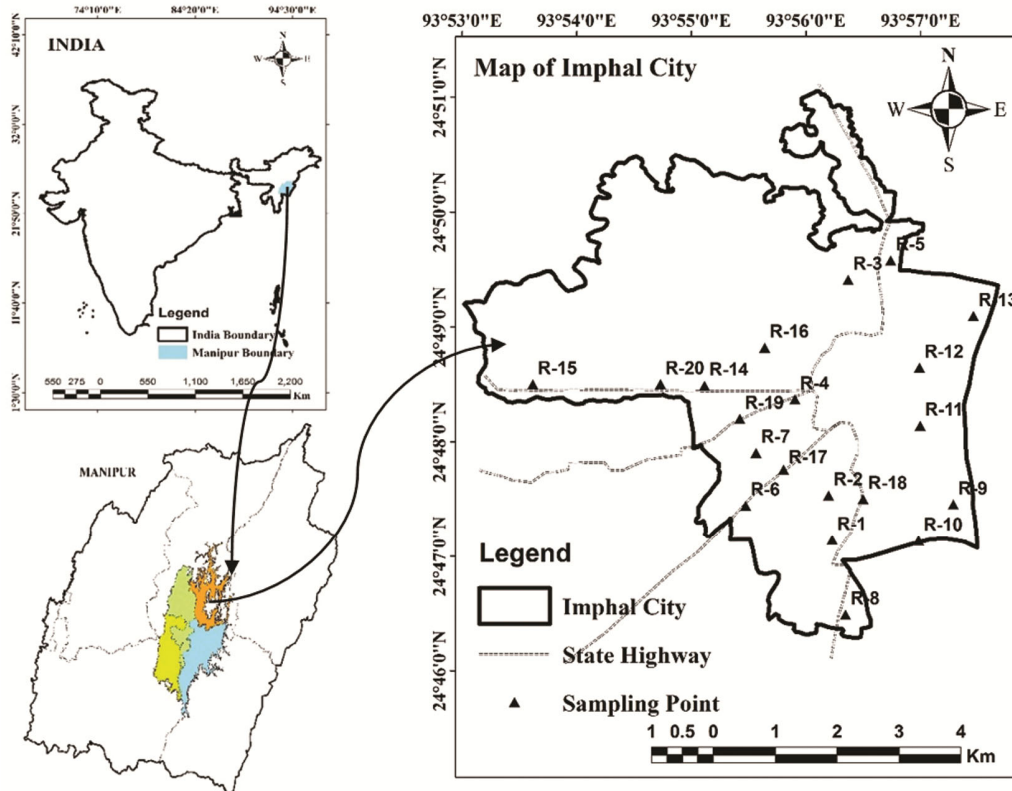 74°10'0"E 84°20'0"E 94°30'0"E
42°10'0"N
32°0'0"N
21°50'0"N
11°40'0"N
1°30'0"N
INDIA
N
W E
S
Legend
India Boundary
Manipur Boundary
550 275 0 550 1,100 1,650 2,200
Km
MANIPUR
93°53'0"E 93°54'0"E 93°55'0"E 93°56'0"E 93°57'0"E
24°51'0"N
24°50'0"N
24°49'0"N
24°48'0"N
24°47'0"N
24°46'0"N
Map of Imphal City
N
W E
S
R-5
R-3
R-13
R-16
R-12
R-15
R-20
R-14
R-4
R-19
R-11
R-7
R-17
R-2
R-18
R-6
R-9
R-1
R-10
R-8
Legend
Imphal City
State Highway
Sampling Point
1 0.5 0 1 2 3 4
Km